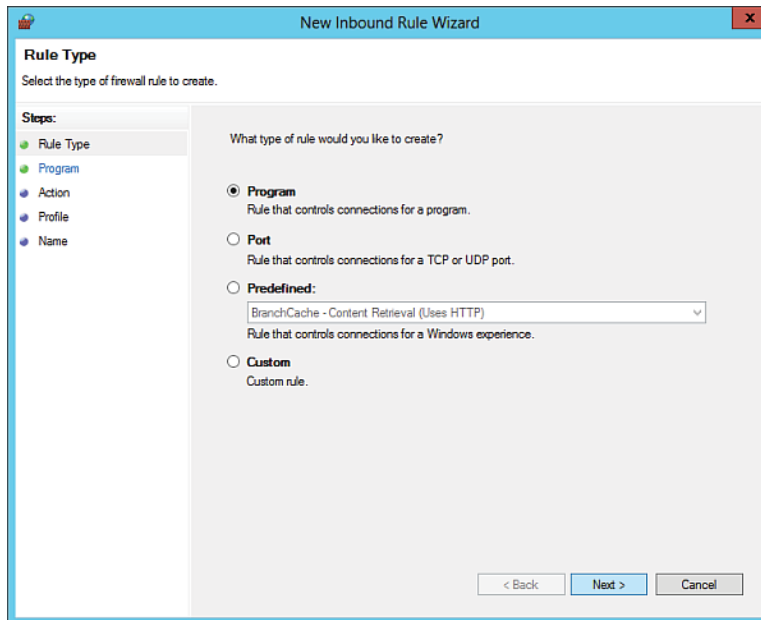 New Inbound Rule Wizard
Rule Type
Select the type of firewall rule to create.
Steps:
Rule Type
Program
Action
Profile
Name
What type of rule would you like to create?
Program
Rule that controls connections for a program.
Port
Rule that controls connections for a TCP or UDP port.
Predefined:
BranchCache - Content Retrieval (Uses HTTP)
Rule that controls connections for a Windows experience.
Custom
Custom rule.
< Back
Next >
Cancel